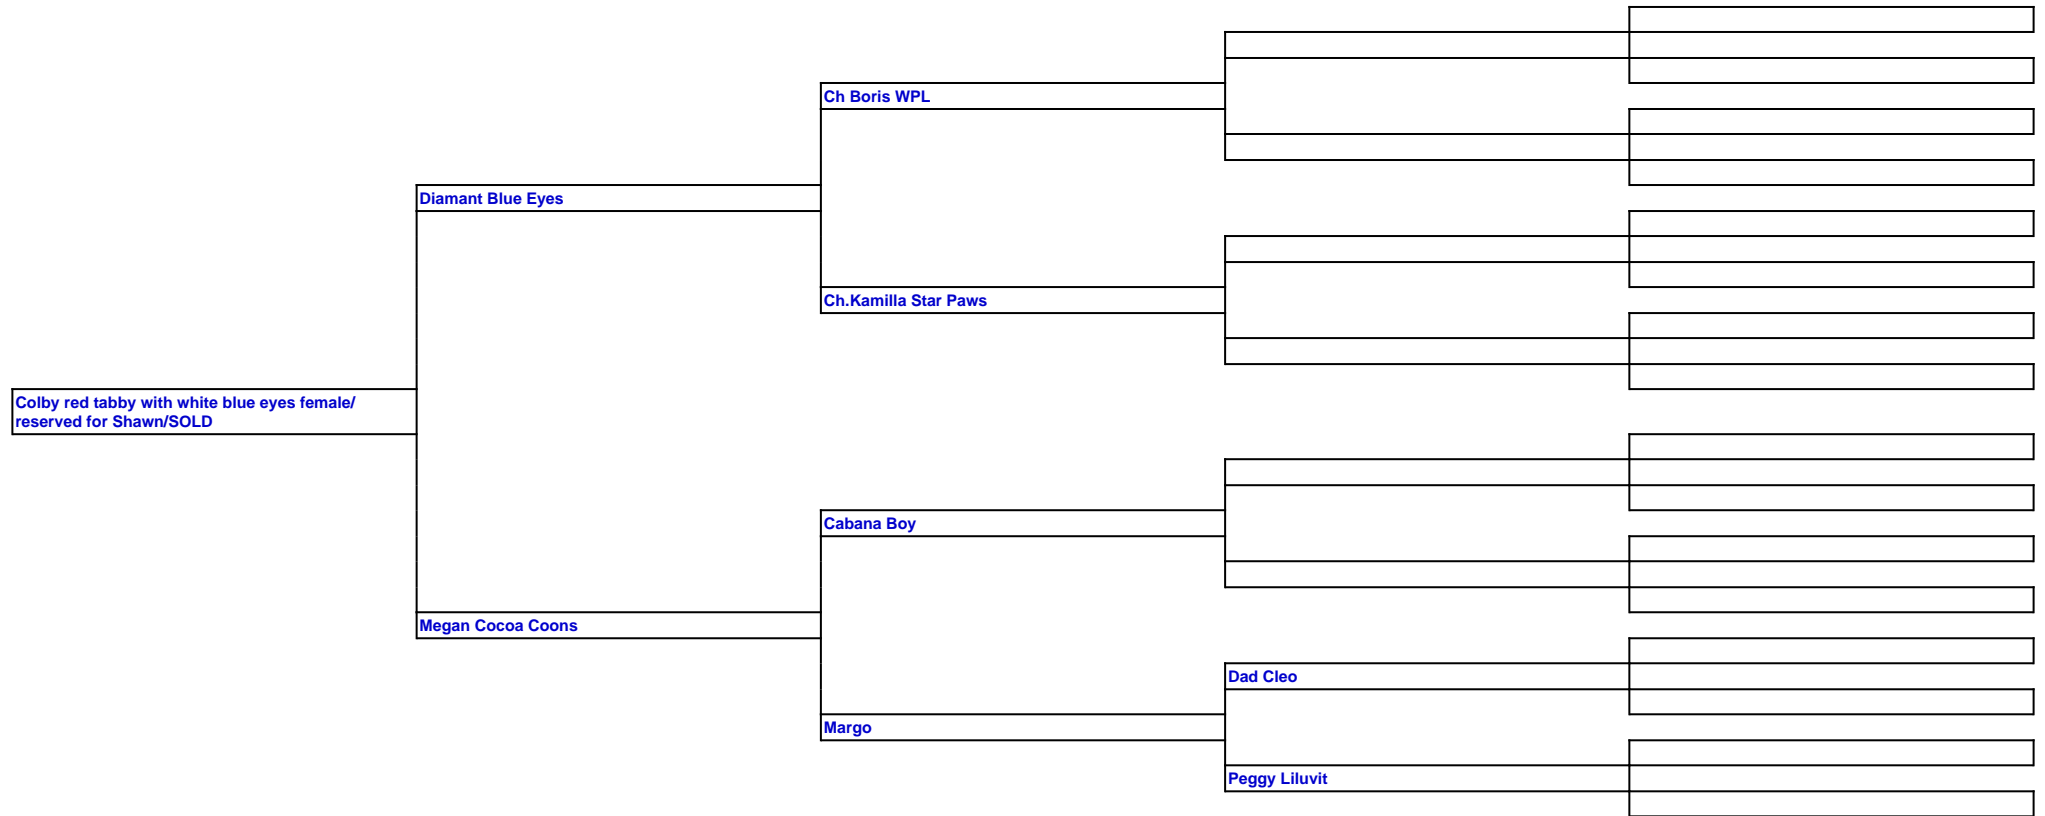 Ch Boris WPL
Diamant Blue Eyes
Ch.Kamilla Star Paws
Colby red tabby with white blue eyes female/
reserved for Shawn/SOLD
Cabana Boy
Megan Cocoa Coons
Dad Cleo
Margo
Peggy Liluvit